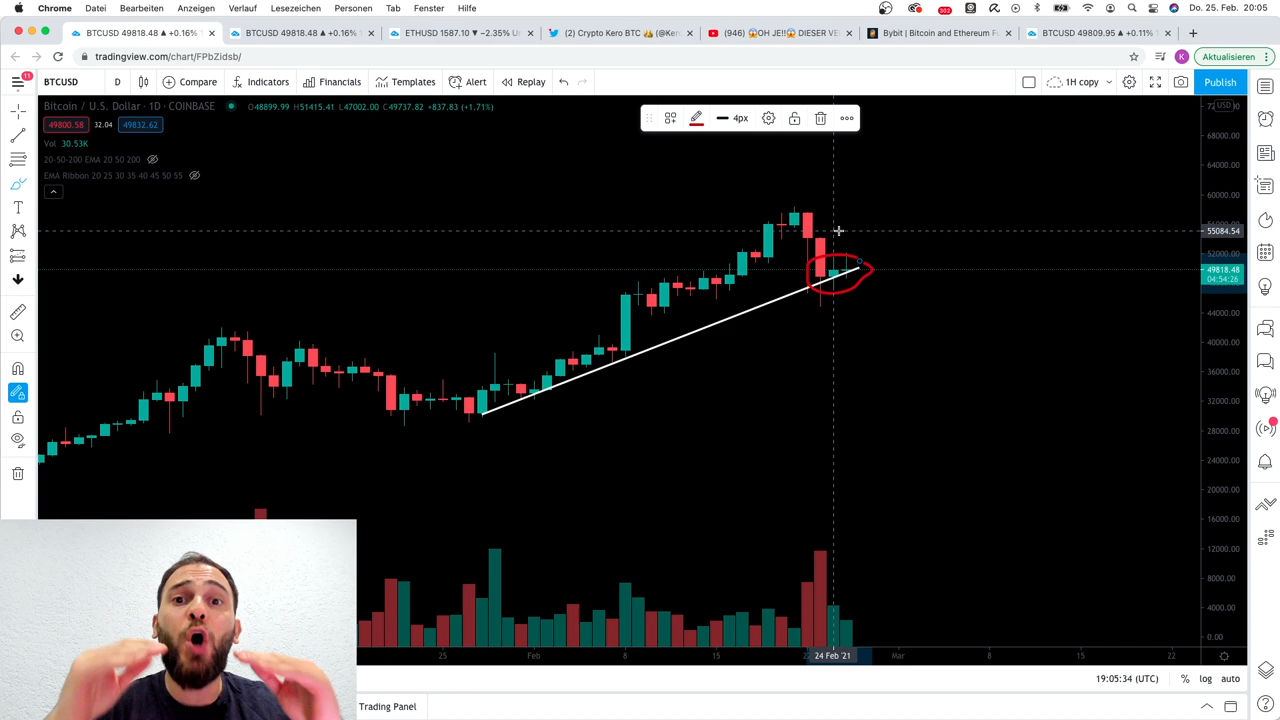 Chrome Datei Bearbeiten Anzeigen Verlauf Lesezeichen Personen Tab Fenster Hilfe
302
Do. 25. Feb. 20:05
BTCUSD 49818.48 ▲ +0.16%
BTCUSD 49818.48 ▲ +0.16%
ETHUSD 1587.10 ▼ −2.35%
(2) Crypto Kero BTC
(946) 😱OH JE!!😱 DIESER
Bybit | Bitcoin and Ethereum
BTCUSD 49809.95 ▲ +0.11%
tradingview.com/chart/FPbZidsb/
K
Aktualisieren
11
BTCUSD D Compare Indicators Financials Templates Alert Replay 1H copy Publish
Bitcoin / U.S. Dollar · 1D · COINBASE O48899.99 H51415.41 L47002.00 C49737.82 +837.83 (+1.71%)
49800.58 32.04 49832.62
Vol 30.53K
20-50-200 EMA 20 50 200
EMA Ribbon 20 25 30 35 40 45 50 55
4px
USD
68000.00
64000.00
60000.00
55084.54
52000.00
49818.48
04:54:26
44000.00
40000.00
36000.00
32000.00
28000.00
24000.00
20000.00
16000.00
12000.00
8000.00
4000.00
0.00
25 Feb 8 15 24 Feb '21 Mar 8 15 22
19:05:34 (UTC) % log auto
Trading Panel